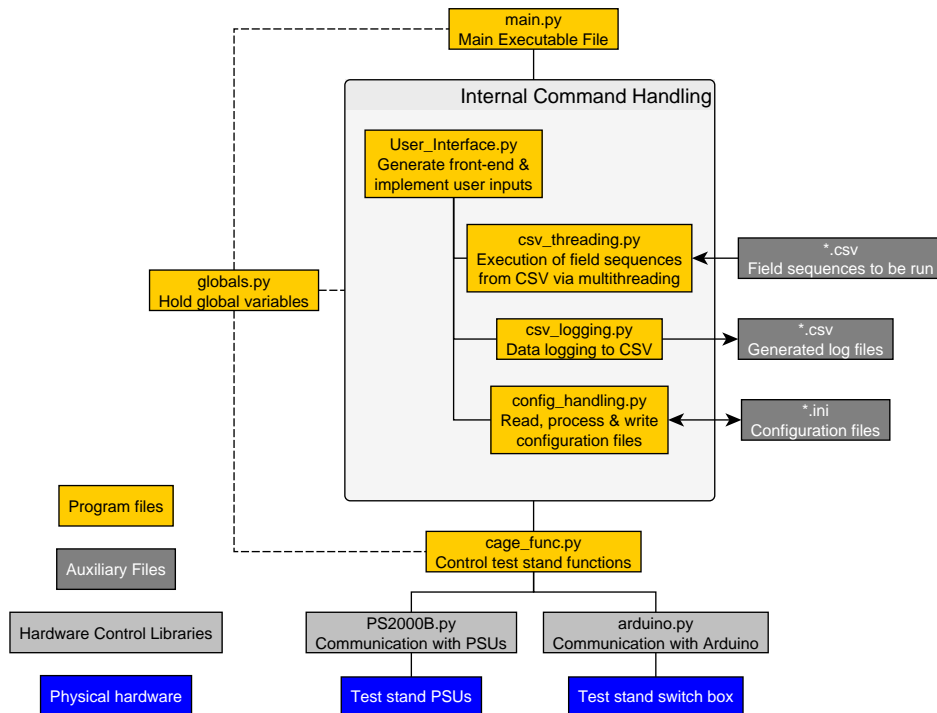 main.py
Main Executable File
Internal Command Handling
User_Interface.py
Generate front-end &
implement user inputs
csv_threading.py
Execution of field sequences
from CSV via multithreading
*.csv
Field sequences to be run
globals.py
Hold global variables
csv_logging.py
Data logging to CSV
*.csv
Generated log files
config_handling.py
Read, process & write
configuration files
*.ini
Configuration files
Program files
cage_func.py
Control test stand functions
Auxiliary Files
Hardware Control Libraries
PS2000B.py
Communication with PSUs
arduino.py
Communication with Arduino
Physical hardware
Test stand PSUs
Test stand switch box